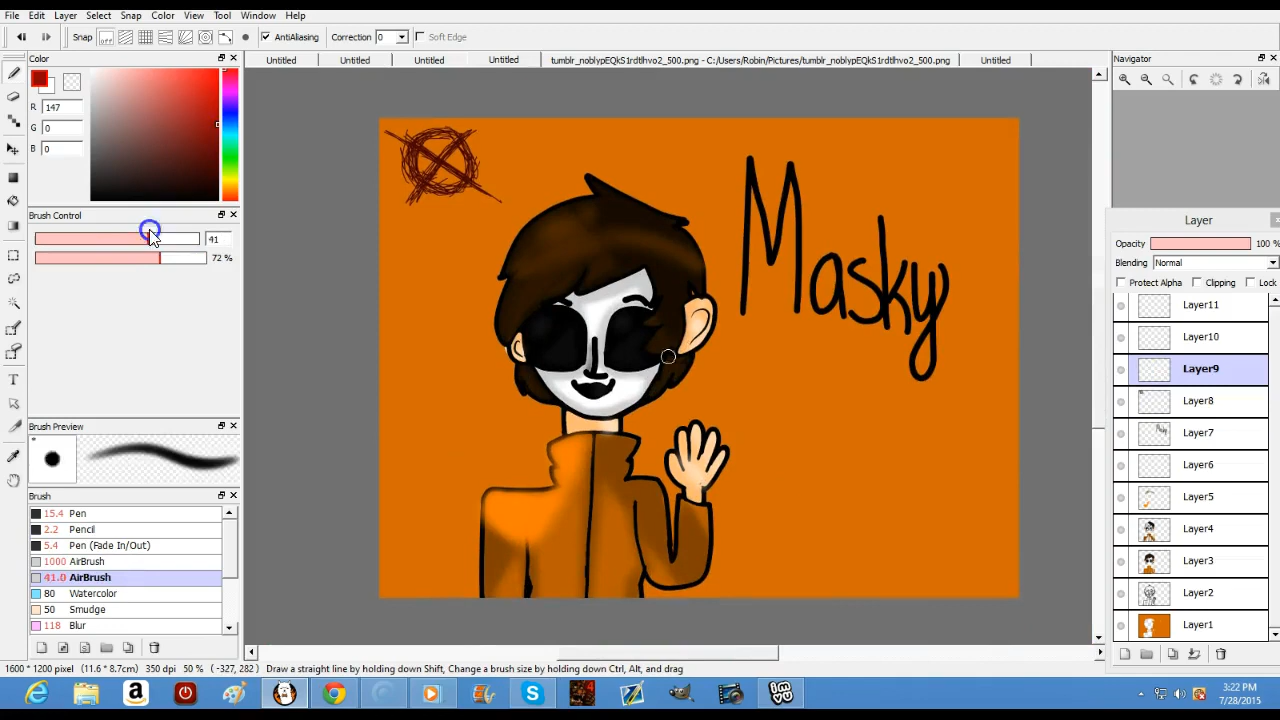 File Edit Layer Select Snap Color View Tool Window Help
Snap off AntiAliasing Correction 0 Soft Edge
Color
Untitled Untitled Untitled Untitled tumblr_noblypEQkS1rdtlhvo2_500.png - C:/Users/Robin/Pictures/tumblr_noblypEQkS1rdtlhvo2_500.png Untitled
Navigator
R 147
G 0
B 0
Brush Control
41
72 %
Masky
Layer
Opacity 100 %
Blending Normal
Protect Alpha Clipping Lock
Layer11
Layer10
Layer9
Layer8
Layer7
Layer6
Layer5
Layer4
Layer3
Layer2
Layer1
Brush Preview
Brush
15.4 Pen
2.2 Pencil
5.4 Pen (Fade In/Out)
1000 AirBrush
41.0 AirBrush
80 Watercolor
50 Smudge
118 Blur
1600 * 1200 pixel (11.6 * 8.7cm) 350 dpi 50 % (-327, 282) Draw a straight line by holding down Shift, Change a brush size by holding down Ctrl, Alt, and drag
3:22 PM
7/28/2015